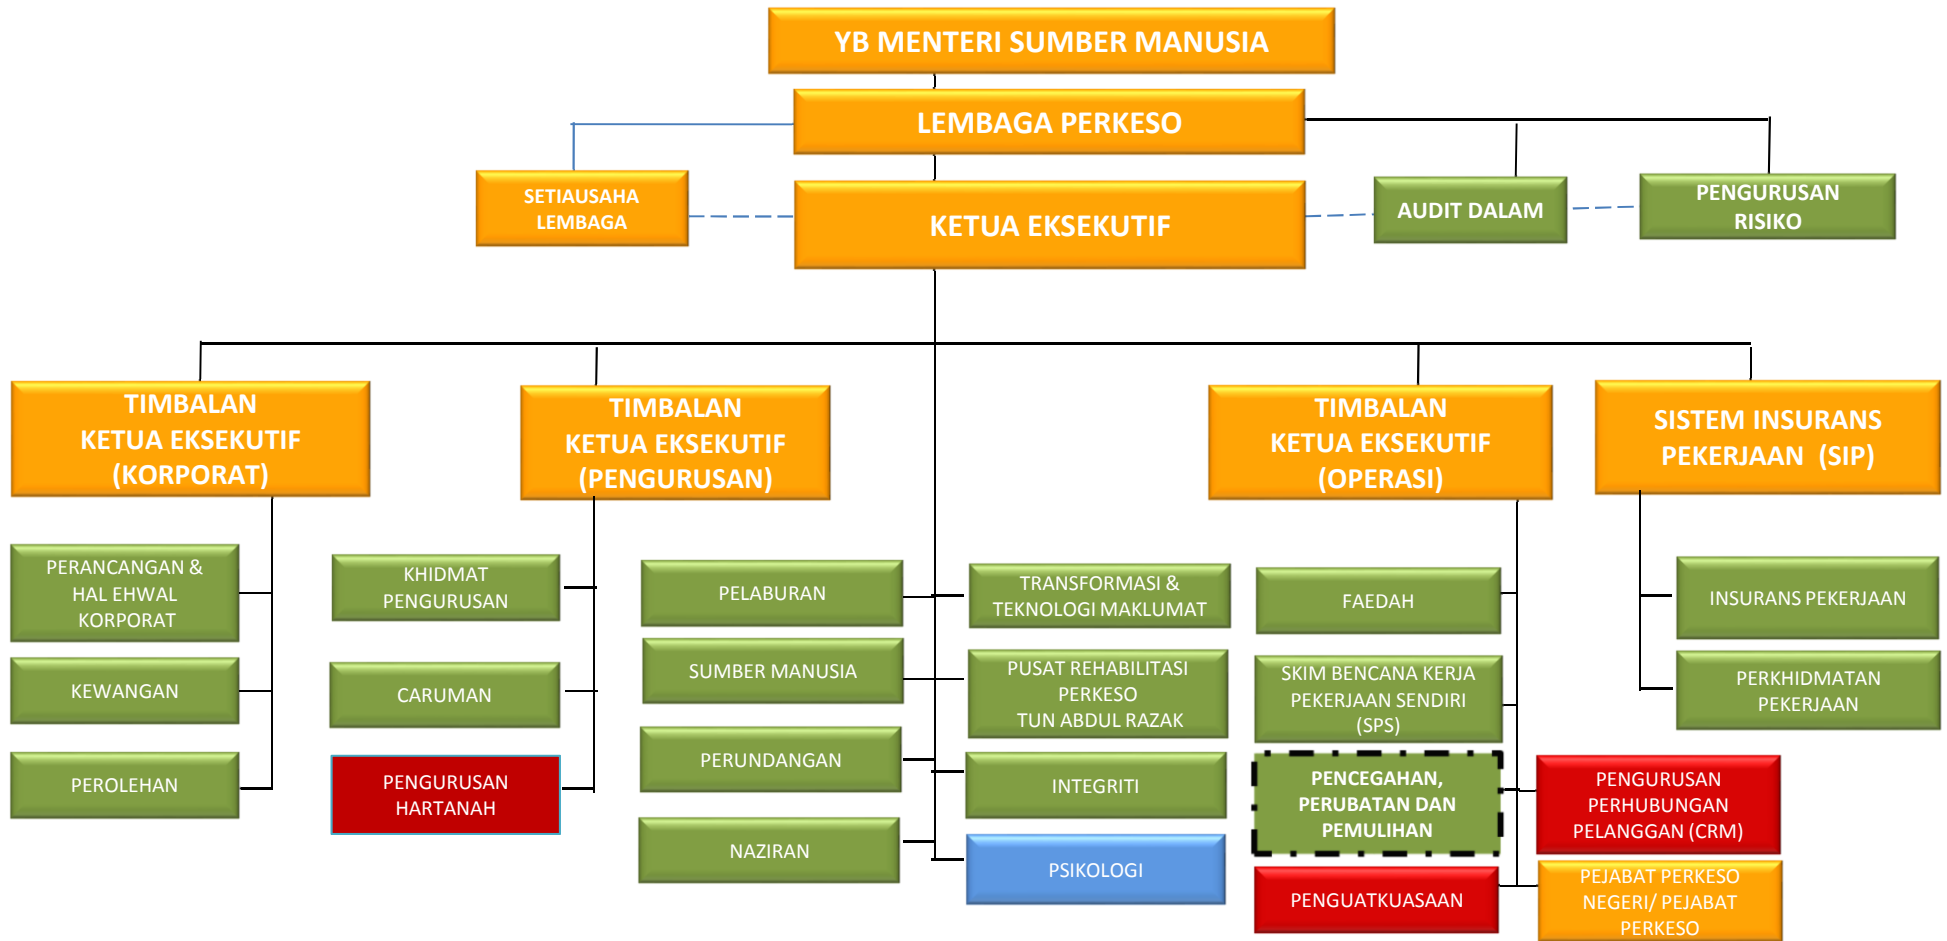 YB MENTERI SUMBER MANUSIA
LEMBAGA PERKESO
SETIAUSAHA
LEMBAGA
KETUA EKSEKUTIF
AUDIT DALAM
PENGURUSAN
RISIKO
TIMBALAN
KETUA EKSEKUTIF
(KORPORAT)
TIMBALAN
KETUA EKSEKUTIF
(PENGURUSAN)
TIMBALAN
KETUA EKSEKUTIF
(OPERASI)
SISTEM INSURANS
PEKERJAAN (SIP)
PERANCANGAN &
HAL EHWAL
KORPORAT
KEWANGAN
PEROLEHAN
KHIDMAT
PENGURUSAN
CARUMAN
PENGURUSAN
HARTANAH
PELABURAN
SUMBER MANUSIA
PERUNDANGAN
NAZIRAN
TRANSFORMASI &
TEKNOLOGI MAKLUMAT
PUSAT REHABILITASI
PERKESO
TUN ABDUL RAZAK
INTEGRITI
PSIKOLOGI
FAEDAH
SKIM BENCANA KERJA
PEKERJAAN SENDIRI
(SPS)
PENCEGAHAN,
PERUBATAN DAN
PEMULIHAN
PENGUATKUASAAN
PENGURUSAN
PERHUBUNGAN
PELANGGAN (CRM)
PEJABAT PERKESO
NEGERI/ PEJABAT
PERKESO
INSURANS PEKERJAAN
PERKHIDMATAN
PEKERJAAN